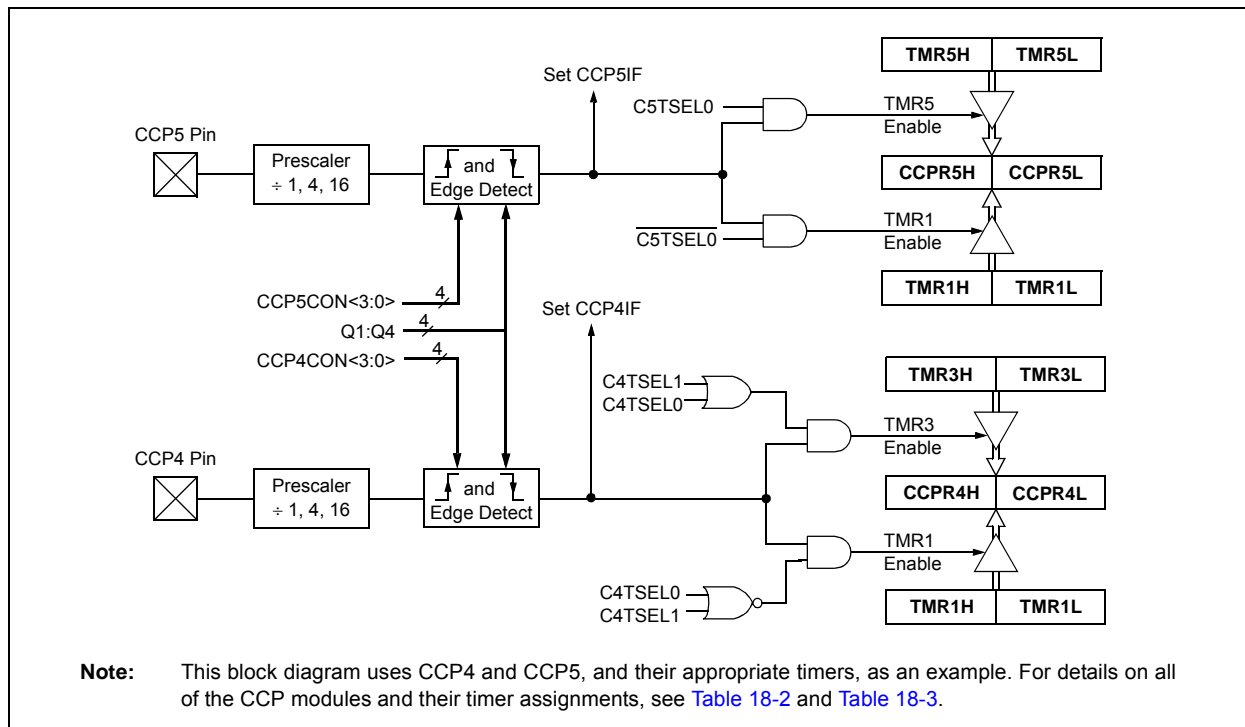 TMR5H TMR5L
Set CCP5IF
C5TSEL0
TMR5
Enable
CCP5 Pin
Prescaler
÷ 1, 4, 16
and
Edge Detect
CCPR5H CCPR5L
C5TSEL0
TMR1
Enable
TMR1H TMR1L
CCP5CON<3:0> 4
Q1:Q4 4
CCP4CON<3:0> 4
Set CCP4IF
TMR3H TMR3L
C4TSEL1
C4TSEL0
TMR3
Enable
CCP4 Pin
Prescaler
÷ 1, 4, 16
and
Edge Detect
CCPR4H CCPR4L
TMR1
Enable
C4TSEL0
C4TSEL1
TMR1H TMR1L
Note: This block diagram uses CCP4 and CCP5, and their appropriate timers, as an example. For details on all
of the CCP modules and their timer assignments, see Table 18-2 and Table 18-3.